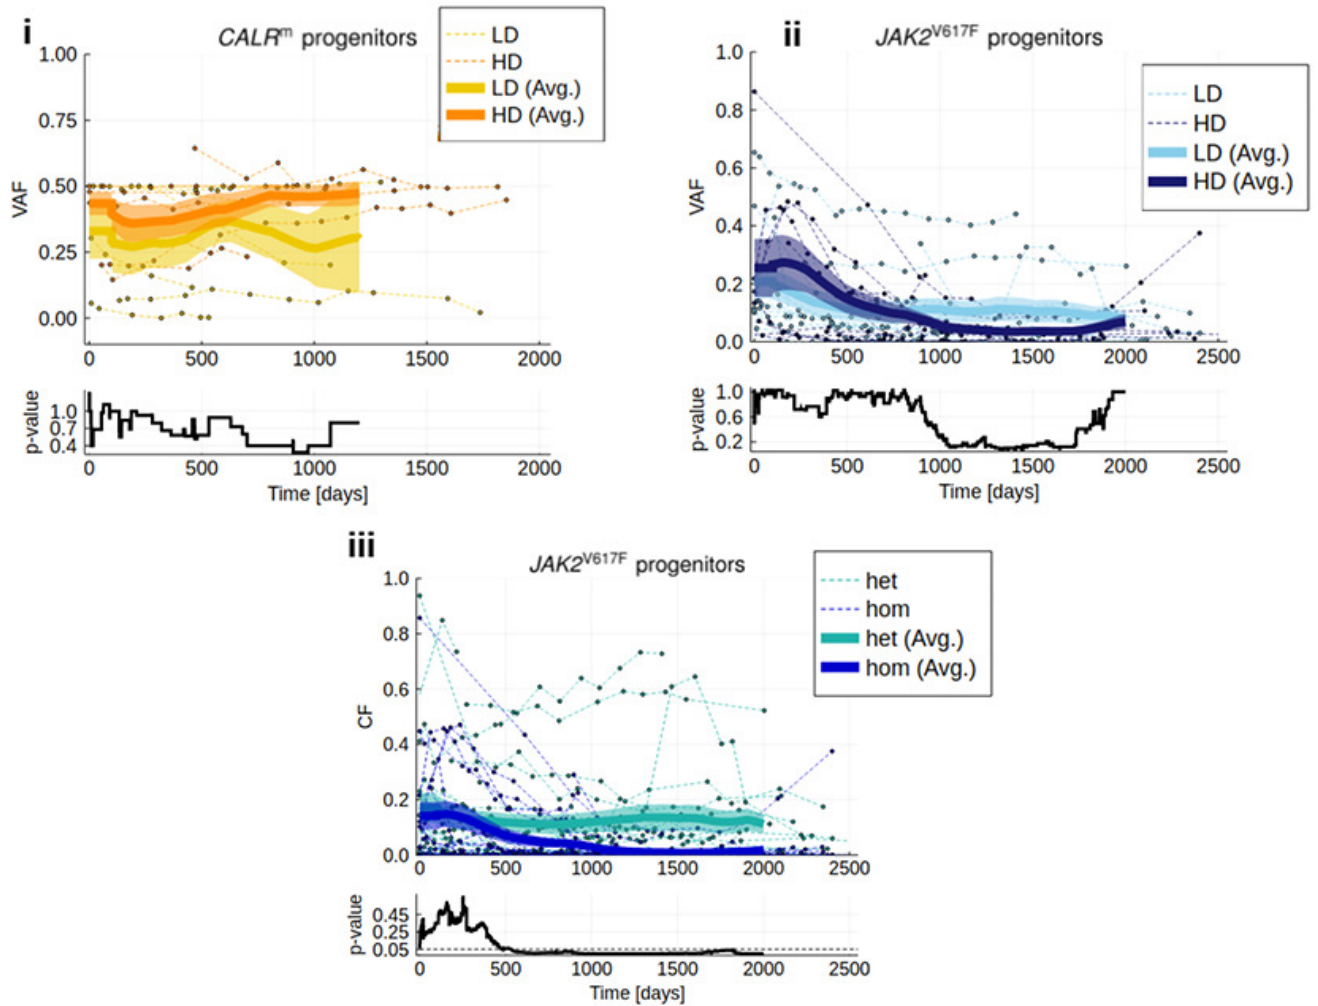 i
CALRᵐ progenitors
LD
HD
LD (Avg.)
HD (Avg.)
VAF
1.00
0.75
0.50
0.25
0.00
0 500 1000 1500 2000
p-value
1.0
0.7
0.4
0 500 1000 1500 2000
Time [days]
ii
JAK2ⱽ⁶¹⁷ᶠ progenitors
LD
HD
LD (Avg.)
HD (Avg.)
VAF
1.0
0.8
0.6
0.4
0.2
0.0
0 500 1000 1500 2000 2500
p-value
1.0
0.6
0.2
0 500 1000 1500 2000 2500
Time [days]
iii
JAK2ⱽ⁶¹⁷ᶠ progenitors
het
hom
het (Avg.)
hom (Avg.)
CF
1.0
0.8
0.6
0.4
0.2
0.0
0 500 1000 1500 2000 2500
p-value
0.45
0.25
0.05
0 500 1000 1500 2000 2500
Time [days]